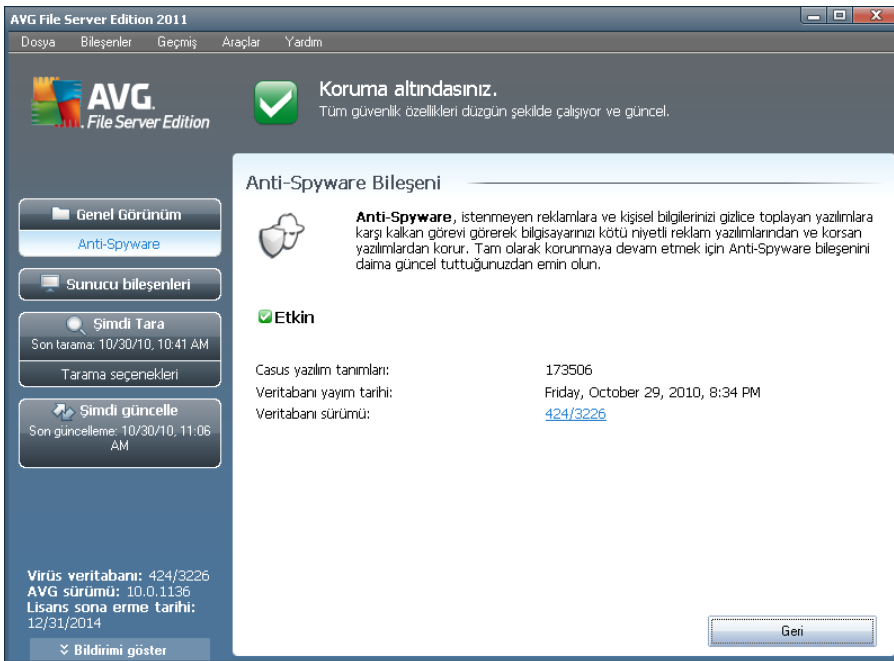 AVG File Server Edition 2011
Dosya Bileşenler Geçmiş Araçlar Yardım
AVG.
File Server Edition
Koruma altındasınız.
Tüm güvenlik özellikleri düzgün şekilde çalışıyor ve güncel.
Genel Görünüm
Anti-Spyware
Sunucu bileşenleri
Şimdi Tara
Son tarama: 10/30/10, 10:41 AM
Tarama seçenekleri
Şimdi güncelle
Son güncelleme: 10/30/10, 11:06
AM
Virüs veritabanı: 424/3226
AVG sürümü: 10.0.1136
Lisans sona erme tarihi:
12/31/2014
Bildirimi göster
Anti-Spyware Bileşeni
Anti-Spyware, istenmeyen reklamlara ve kişisel bilgilerinizi gizlice toplayan yazılımlara
karşı kalkan görevi görerek bilgisayarınızı kötü niyetli reklam yazılımlarından ve korsan
yazılımlardan korur. Tam olarak korunmaya devam etmek için Anti-Spyware bileşenini
daima güncel tuttuğunuzdan emin olun.
Etkin
Casus yazılım tanımları: 173506
Veritabanı yayım tarihi: Friday, October 29, 2010, 8:34 PM
Veritabanı sürümü: 424/3226
Geri